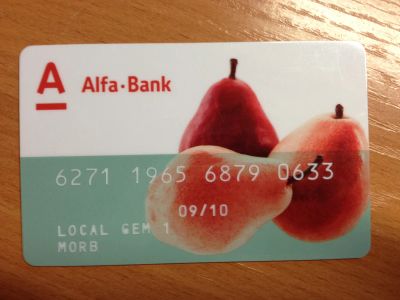 A Alfa·Bank
6271 1965 6879 0633
09/10
LOCAL GEM 1
MORB